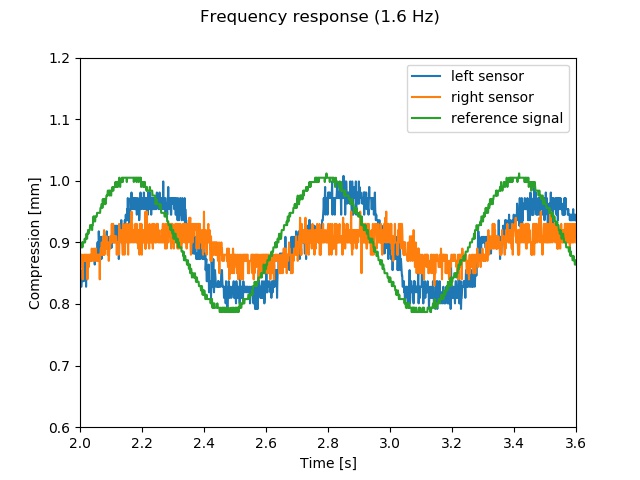 Frequency response (1.6 Hz)
1.2
1.1
1.0
0.9
0.8
0.7
0.6
Compression [mm]
left sensor
right sensor
reference signal
2.0 2.2 2.4 2.6 2.8 3.0 3.2 3.4 3.6
Time [s]